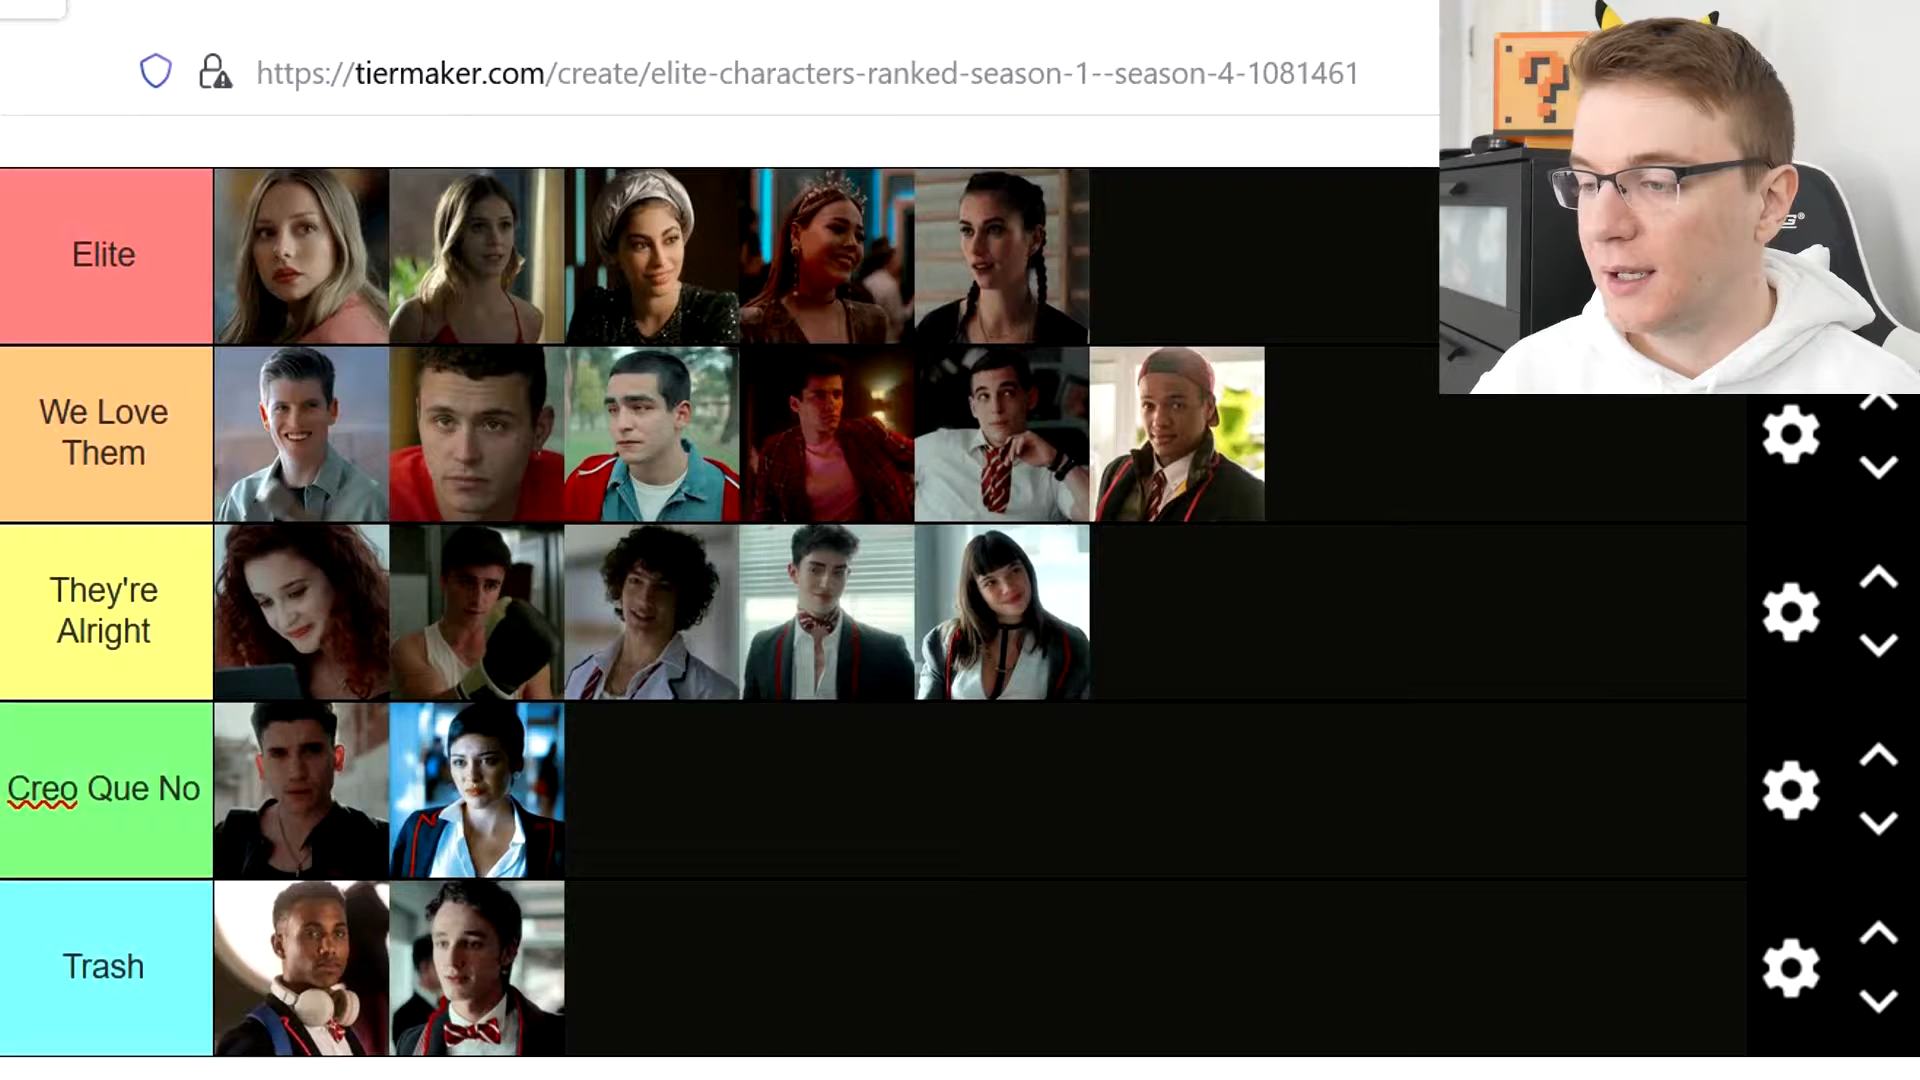 https://tiermaker.com/create/elite-characters-ranked-season-1--season-4-1081461
?
Elite
We Love
Them
They're
Alright
Creo Que No
Trash